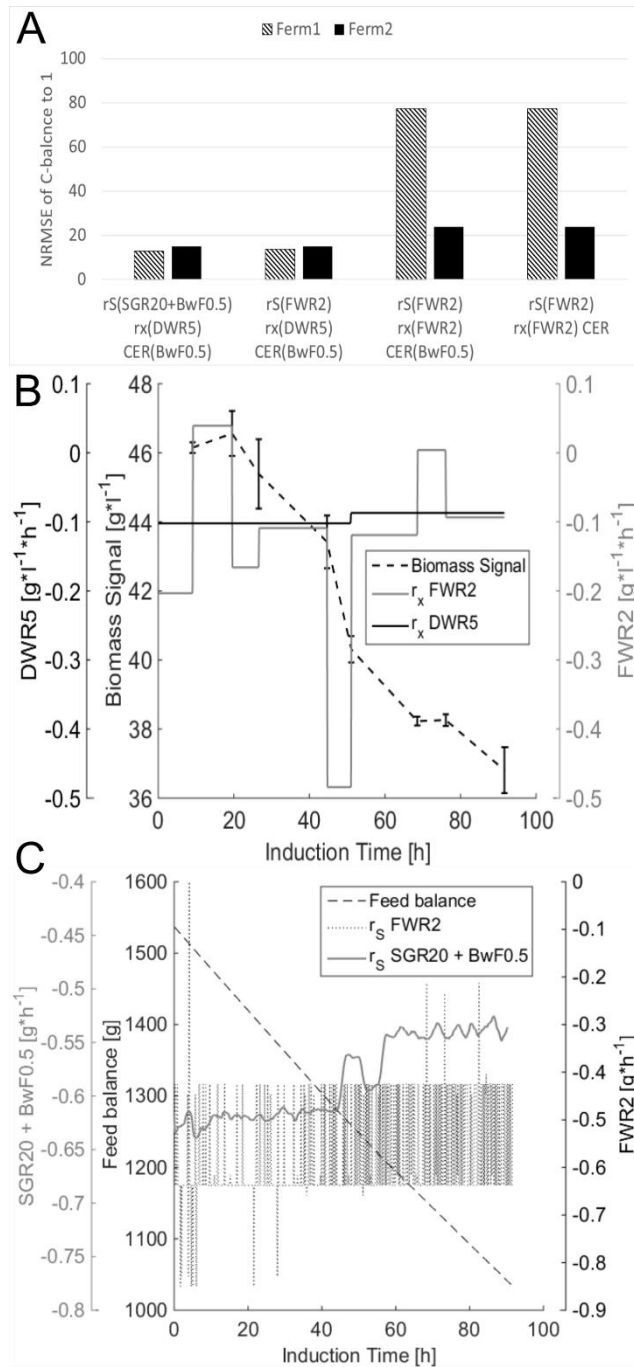 A
Ferm1 Ferm2
NRMSE of C-balcnce to 1
100
80
60
40
20
0
rS(SGR20+BwF0.5)
rx(DWR5)
CER(BwF0.5)
rS(FWR2)
rx(DWR5)
CER(BwF0.5)
rS(FWR2)
rx(FWR2)
CER(BwF0.5)
rS(FWR2)
rx(FWR2) CER
B
DWR5 [g*l-1*h-1]
0.1
0
-0.1
-0.2
-0.3
-0.4
-0.5
Biomass Signal [g*l-1]
48
46
44
42
40
38
36
Biomass Signal
rx FWR2
rx DWR5
0.1
0
-0.1
-0.2
-0.3
-0.4
-0.5
FWR2 [g*l-1*h-1]
0 20 40 60 80 100
Induction Time [h]
C
SGR20 + BwF0.5 [g*h-1]
-0.4
-0.45
-0.5
-0.55
-0.6
-0.65
-0.7
-0.75
-0.8
Feed balance [g]
1600
1500
1400
1300
1200
1100
1000
Feed balance
rS FWR2
rS SGR20 + BwF0.5
0
-0.1
-0.2
-0.3
-0.4
-0.5
-0.6
-0.7
-0.8
-0.9
FWR2 [g*h-1]
0 20 40 60 80 100
Induction Time [h]